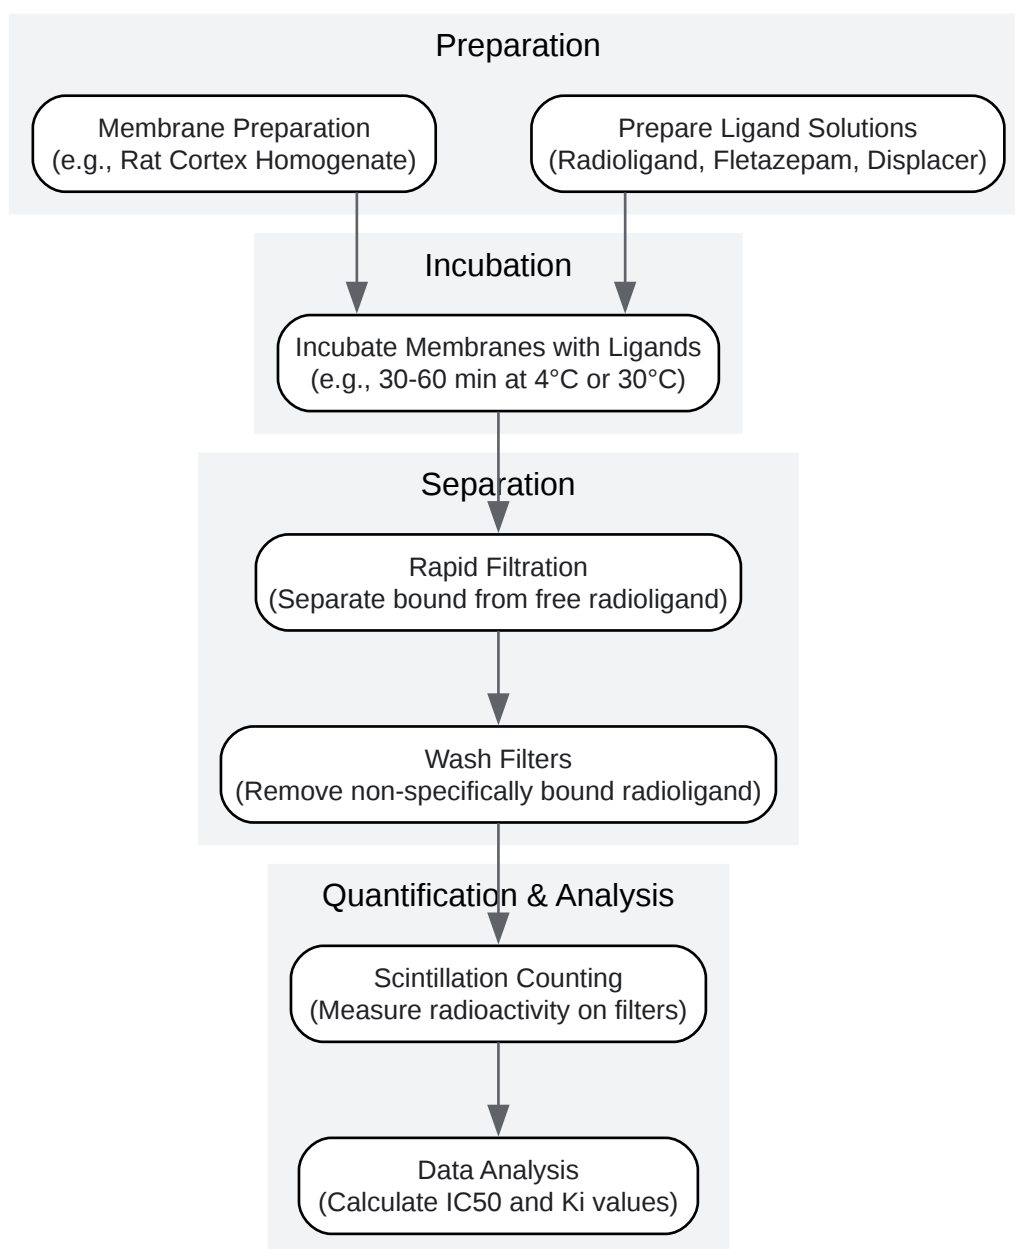 Preparation
Membrane Preparation
(e.g., Rat Cortex Homogenate)
Prepare Ligand Solutions
(Radioligand, Fletazepam, Displacer)
Incubation
Incubate Membranes with Ligands
(e.g., 30-60 min at 4°C or 30°C)
Separation
Rapid Filtration
(Separate bound from free radioligand)
Wash Filters
(Remove non-specifically bound radioligand)
Quantification & Analysis
Scintillation Counting
(Measure radioactivity on filters)
Data Analysis
(Calculate IC50 and Ki values)